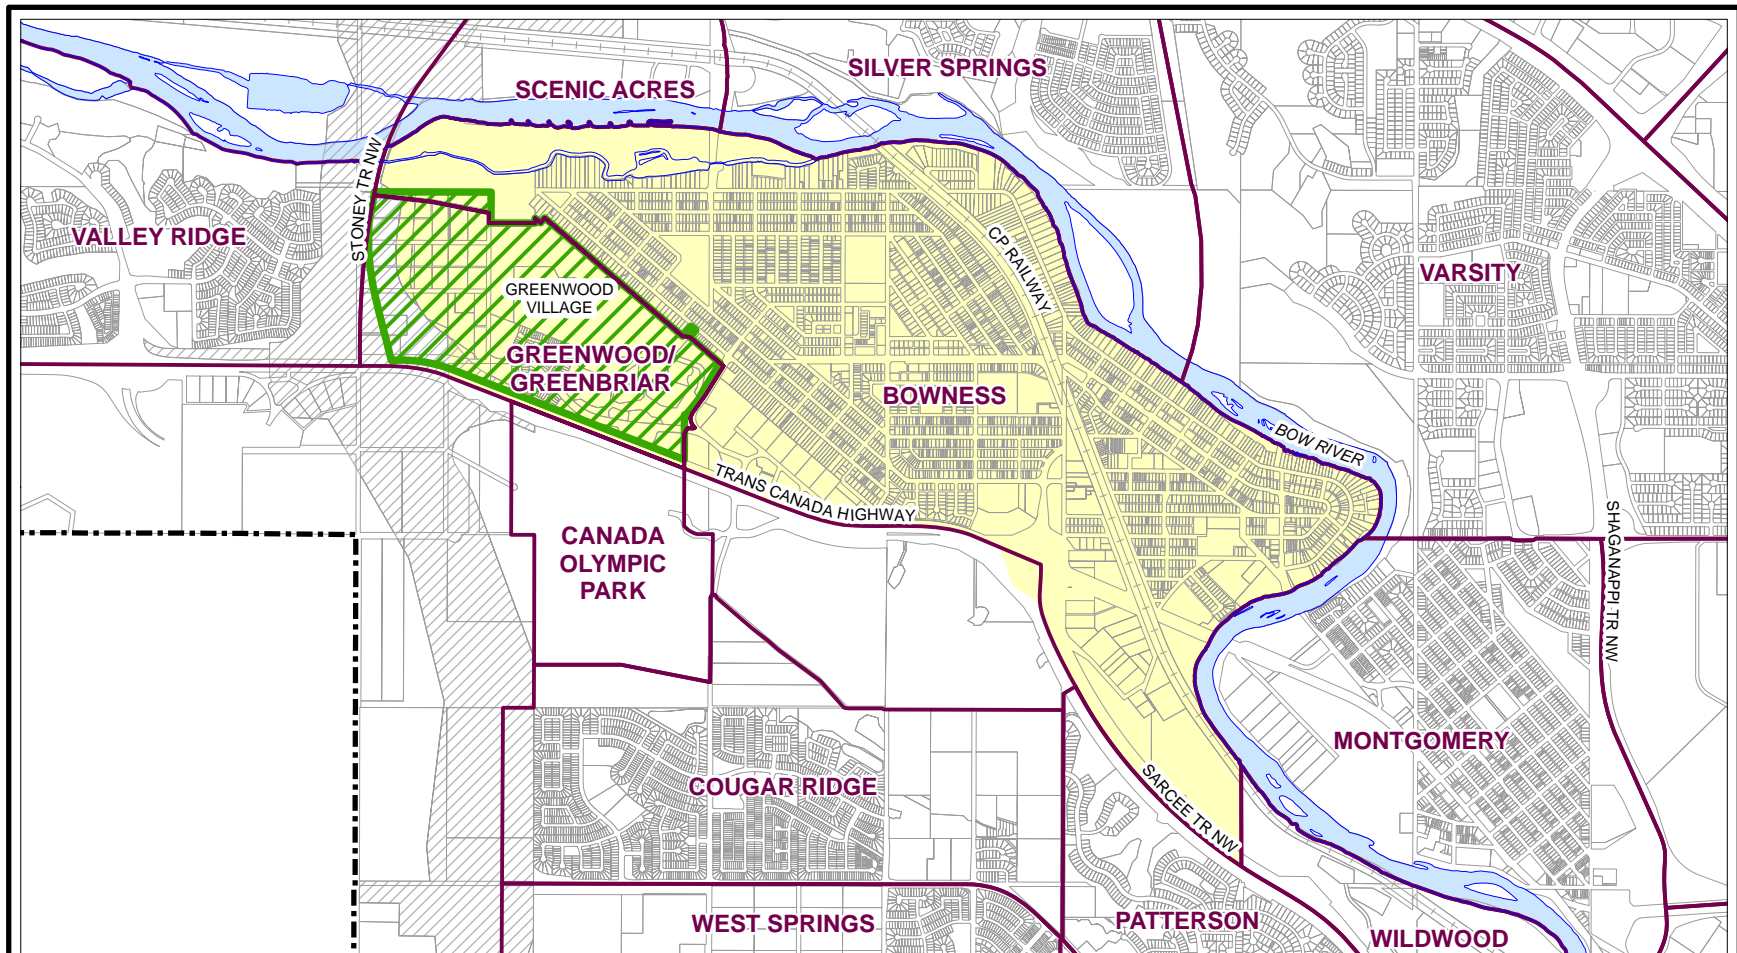 SILVER SPRINGS
SCENIC ACRES
STONEY TR NW
VALLEY RIDGE
CP RAILWAY
VARSITY
GREENWOOD
VILLAGE
GREENWOOD/
GREENBRIAR
BOWNESS
BOW RIVER
TRANS CANADA HIGHWAY
CANADA
OLYMPIC
PARK
SHAGANAPPI TR NW
MONTGOMERY
COUGAR RIDGE
SARCEE TR NW
WEST SPRINGS
PATTERSON
WILDWOOD